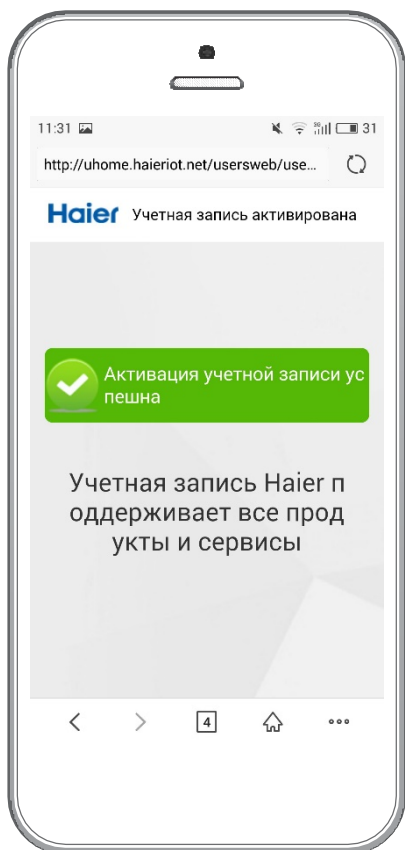 11:31 3G 31
http://uhome.haieriot.net/usersweb/use...
Haier Учетная запись активирована
Активация учетной записи ус
пешна
Учетная запись Haier п
оддерживает все прод
укты и сервисы
4